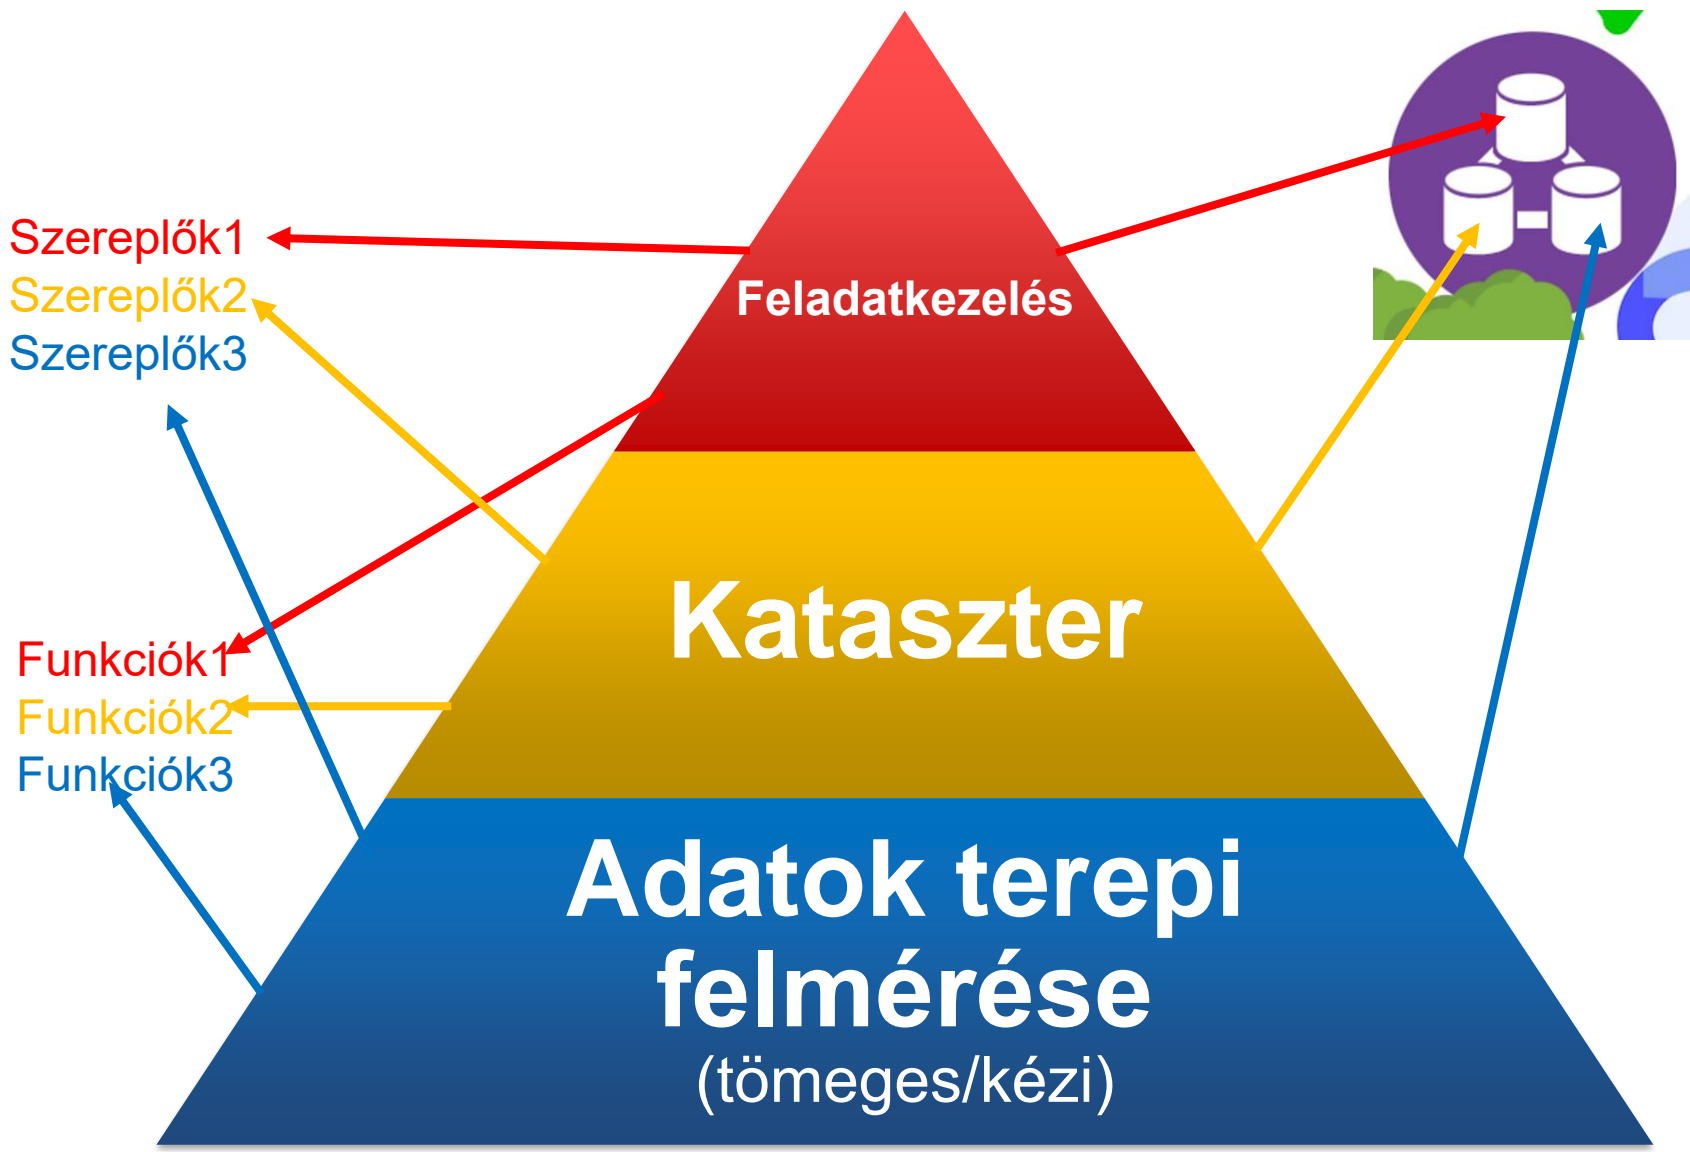 Szereplők1
Szereplők2
Szereplők3
Feladatkezelés
Kataszter
Funkciók1
Funkciók2
Funkciók3
Adatok terepi
felmérése
(tömeges/kézi)